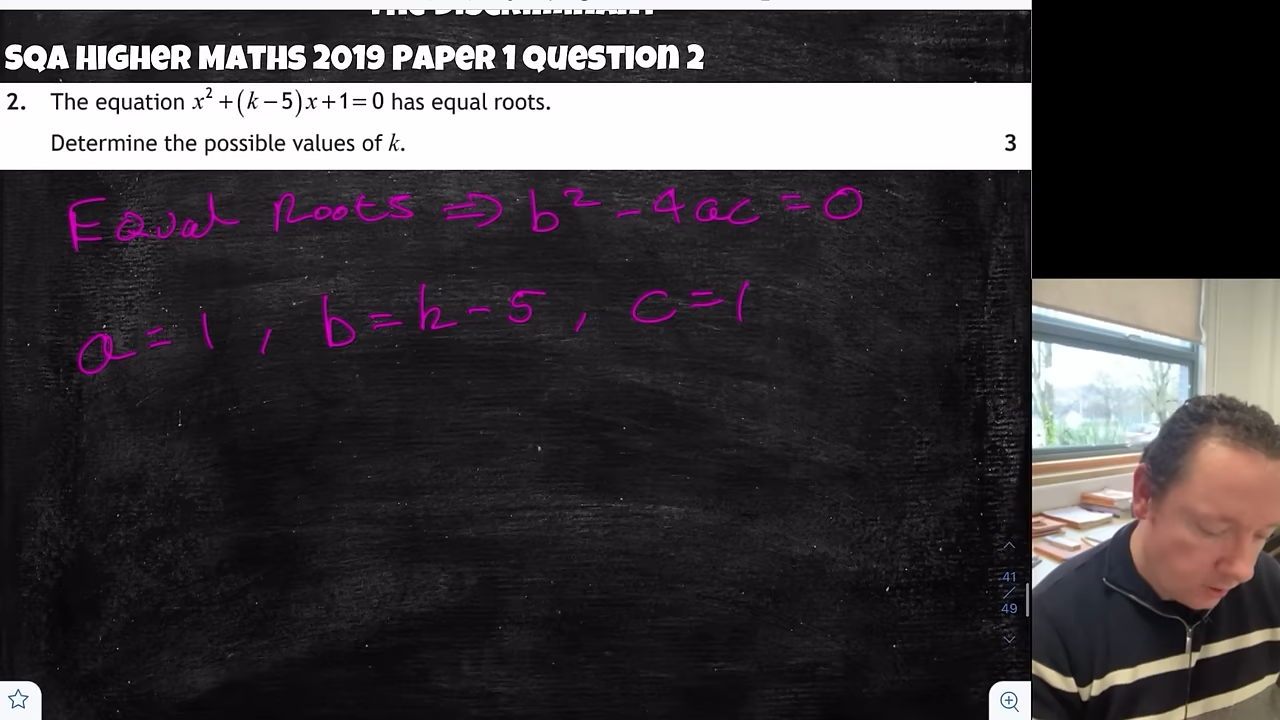 SQA Higher Maths 2019 Paper 1 Question 2
2. The equation x² + (k − 5)x + 1 = 0 has equal roots.
Determine the possible values of k. 3
Equal Roots ⇒ b² − 4ac = 0
a = 1 , b = k − 5 , c = 1
41
/
49